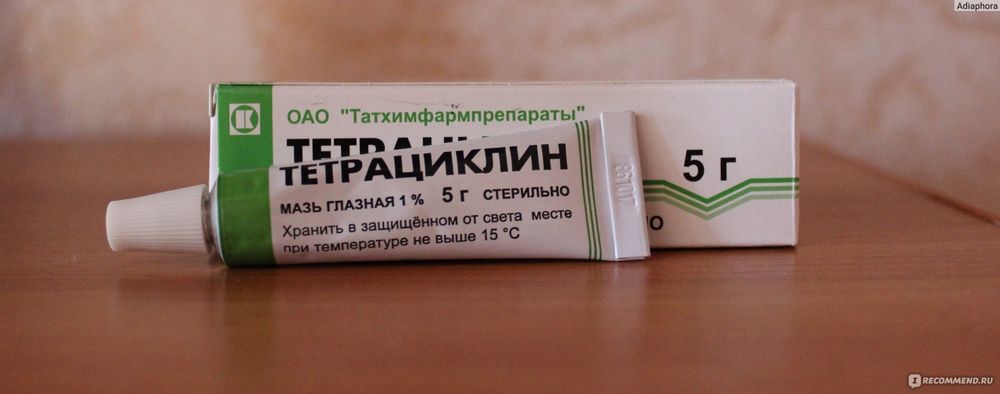 Adiaphora
ОАО "Татхимфармпрепараты"
5 г
ТЕТРАЦИКЛИН
МАЗЬ ГЛАЗНАЯ 1 % 5 г СТЕРИЛЬНО
Хранить в защищённом от света месте
при температуре не выше 15 °С
IRECOMMEND.RU